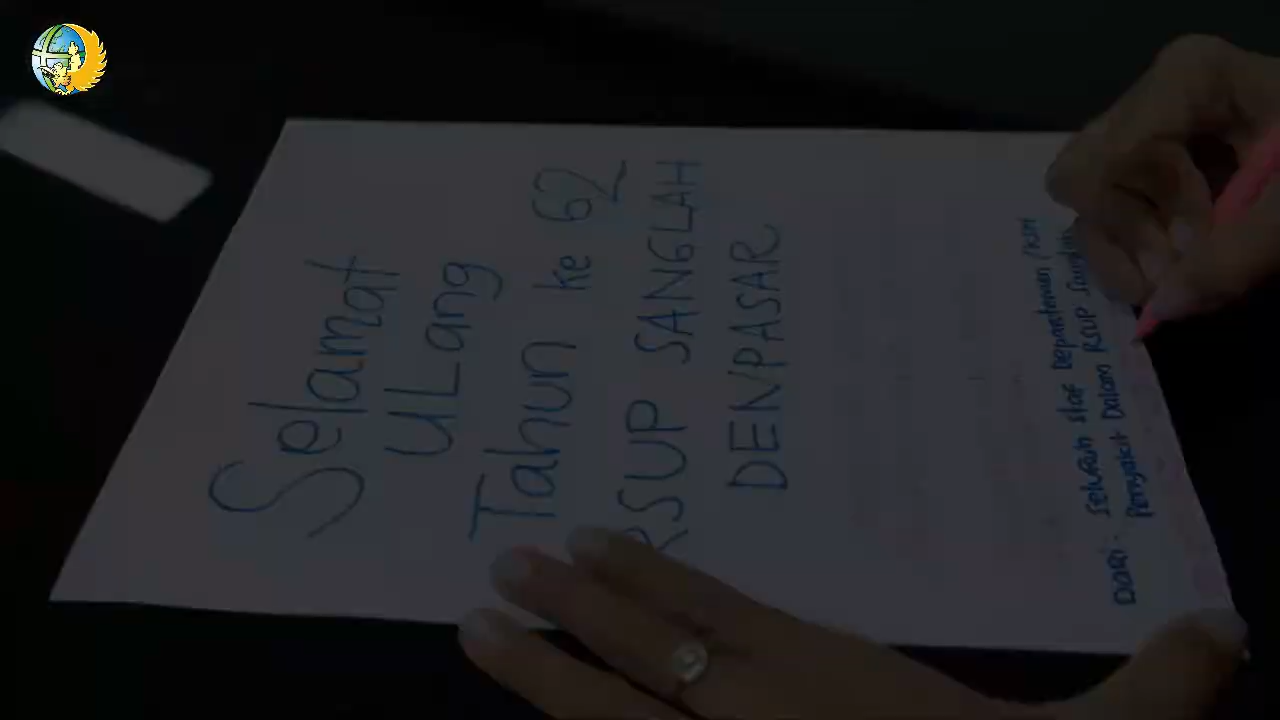 Selamat
ULang
Tahun ke 62
RSUP SANGLAH
DENPASAR
DARI : Seluruh staf Departemen /KSM
Penyakit Dalam RSUP Sanglah